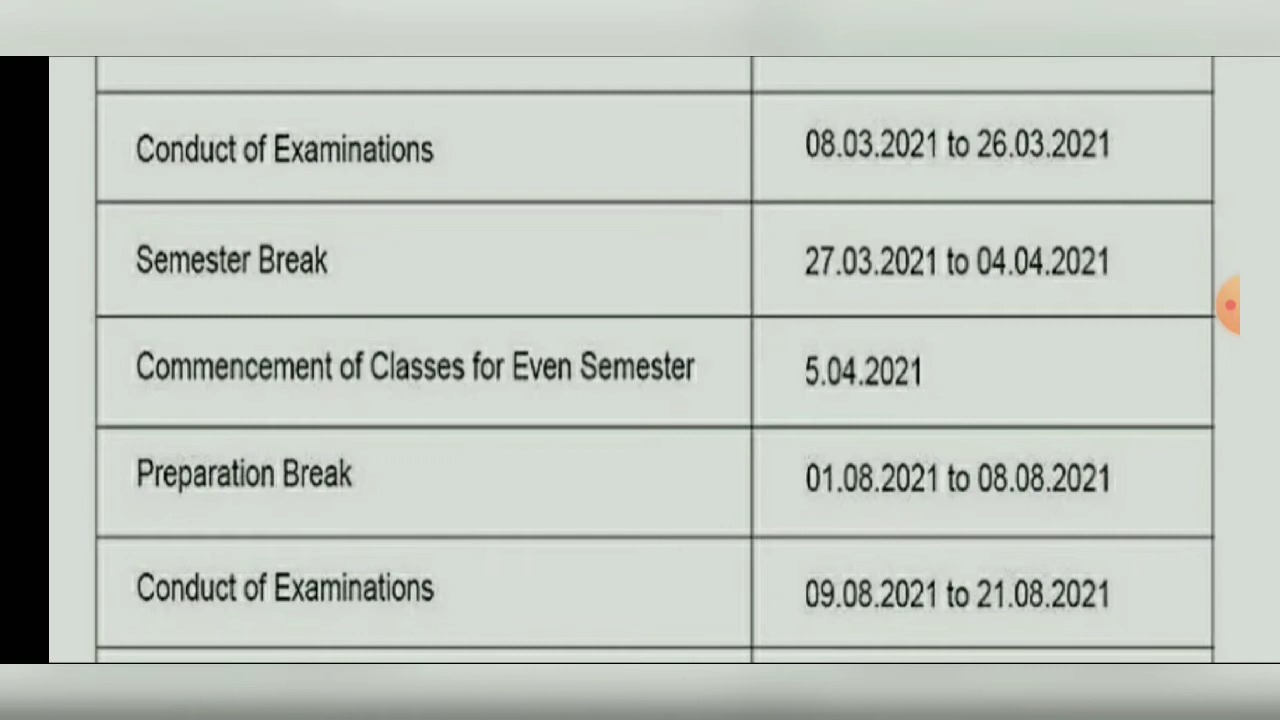 Conduct of Examinations 08.03.2021 to 26.03.2021
Semester Break 27.03.2021 to 04.04.2021
Commencement of Classes for Even Semester 5.04.2021
Preparation Break 01.08.2021 to 08.08.2021
Conduct of Examinations 09.08.2021 to 21.08.2021